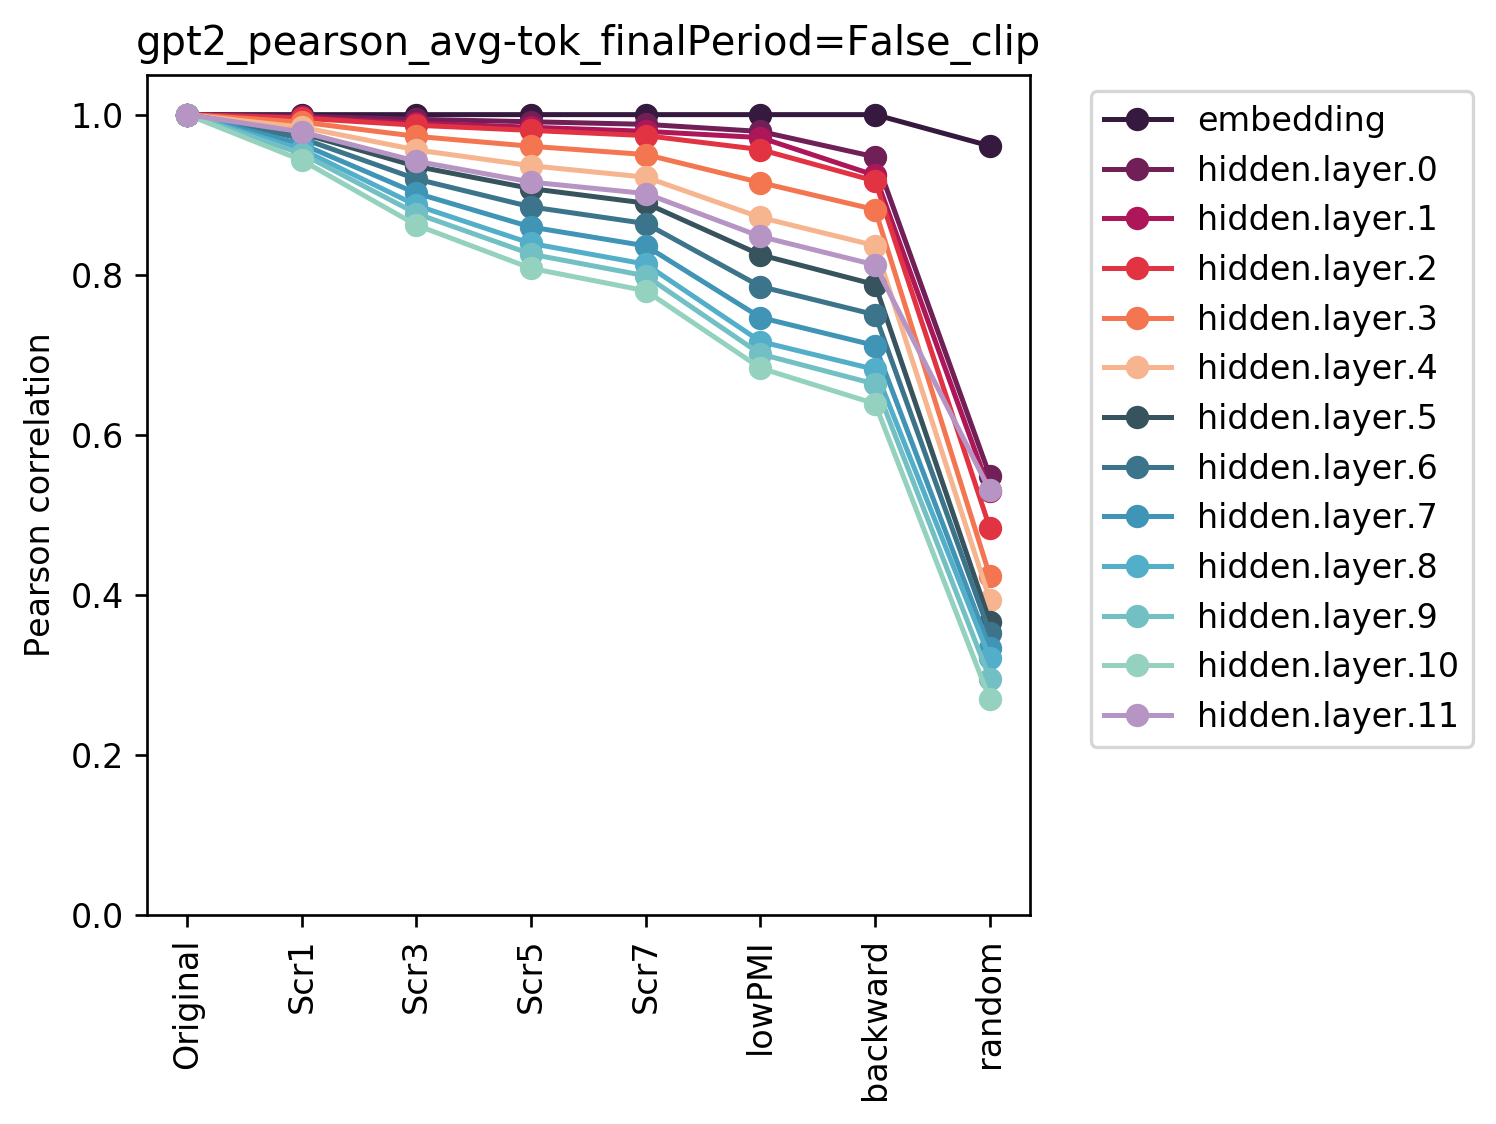 gpt2_pearson_avg-tok_finalPeriod=False_clip
Pearson correlation
1.0
0.8
0.6
0.4
0.2
0.0
Original
Scr1
Scr3
Scr5
Scr7
lowPMI
backward
random
embedding
hidden.layer.0
hidden.layer.1
hidden.layer.2
hidden.layer.3
hidden.layer.4
hidden.layer.5
hidden.layer.6
hidden.layer.7
hidden.layer.8
hidden.layer.9
hidden.layer.10
hidden.layer.11